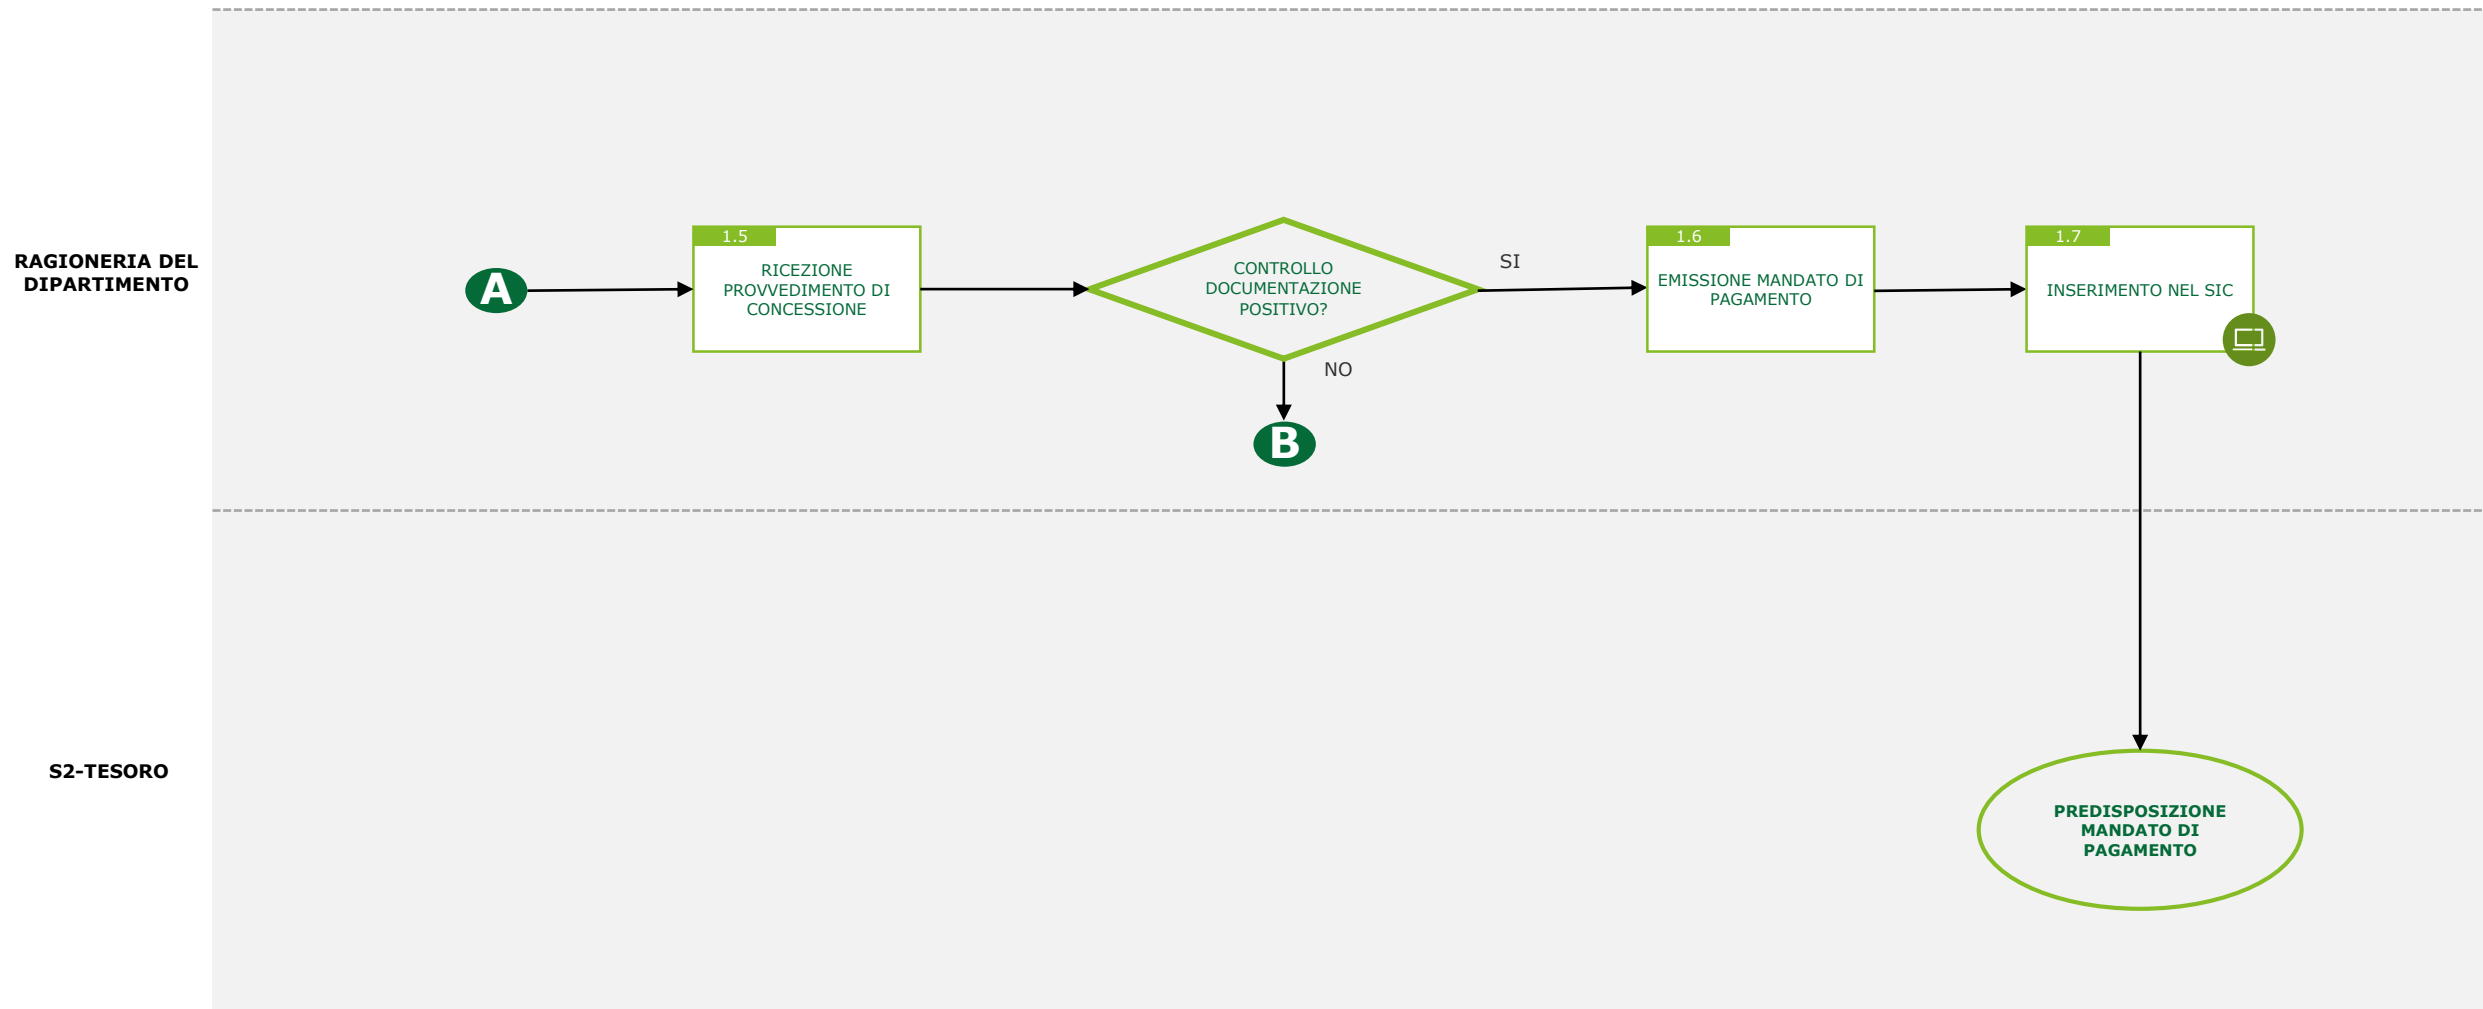 RAGIONERIA DEL
DIPARTIMENTO
A
1.5
RICEZIONE
PROVVEDIMENTO DI
CONCESSIONE
CONTROLLO
DOCUMENTAZIONE
POSITIVO?
SI
NO
B
1.6
EMISSIONE MANDATO DI
PAGAMENTO
1.7
INSERIMENTO NEL SIC
S2-TESORO
PREDISPOSIZIONE
MANDATO DI
PAGAMENTO